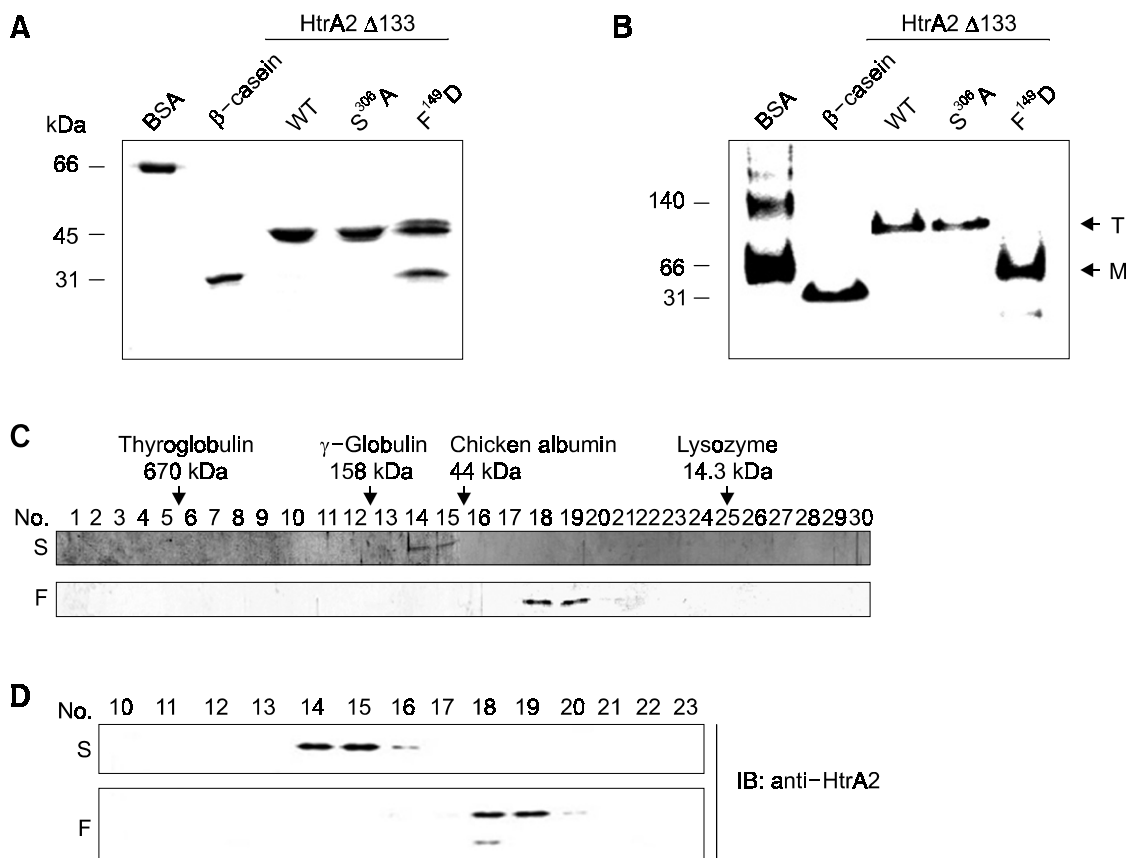 A
HtrA2 Δ133
kDa
BSA
β-casein
WT
S³⁰⁶A
F¹⁴⁹D
66
45
31
B
HtrA2 Δ133
BSA
β-casein
WT
S³⁰⁶A
F¹⁴⁹D
140
66
31
T
M
C
Thyroglobulin
670 kDa
γ-Globulin
158 kDa
Chicken albumin
44 kDa
Lysozyme
14.3 kDa
No. 1 2 3 4 5 6 7 8 9 10 11 12 13 14 15 16 17 18 19 20 21 22 23 24 25 26 27 28 29 30
S
F
D
No. 10 11 12 13 14 15 16 17 18 19 20 21 22 23
S
F
IB: anti-HtrA2